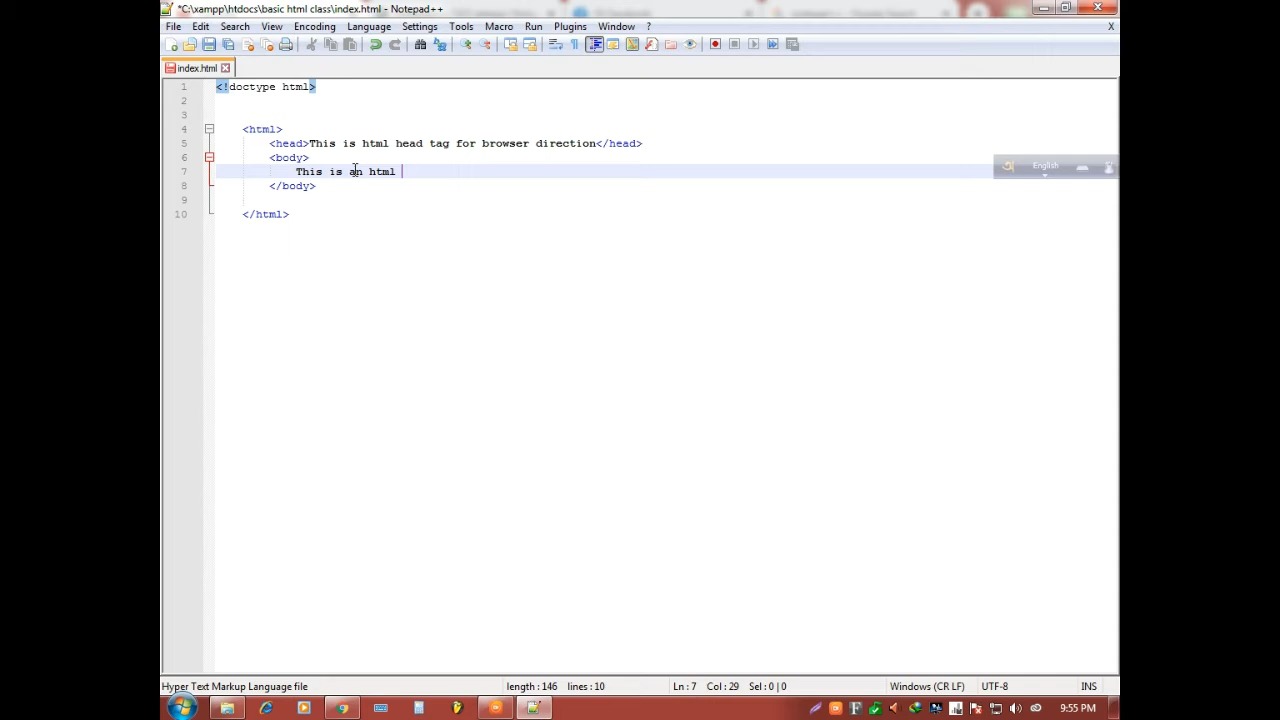 *C:\xampp\htdocs\basic html class\index.html - Notepad++
File Edit Search View Encoding Language Settings Tools Macro Run Plugins Window ? X
index.html
1 <!doctype html>
2
3
4 <html>
5 <head>This is html head tag for browser direction</head>
6 <body>
7 This is an html
8 </body>
9
10 </html>
English
Hyper Text Markup Language file length : 146 lines : 10 Ln : 7 Col : 29 Sel : 0 | 0 Windows (CR LF) UTF-8 INS
9:55 PM